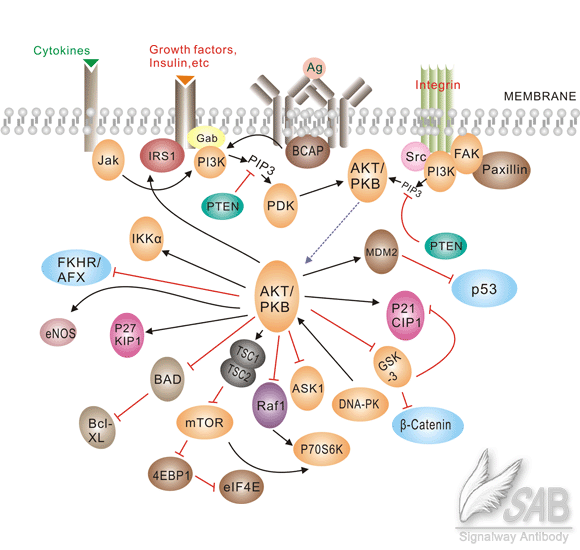 Cytokines
Growth factors,
Insulin,etc
Ag
Integrin
MEMBRANE
Jak
IRS1
Gab
PI3K
PIP3
BCAP
PTEN
PDK
AKT/
PKB
Src
PI3K
FAK
Paxillin
PIP3
PTEN
IKKα
MDM2
FKHR/
AFX
p53
AKT/
PKB
eNOS
P27
KIP1
P21
CIP1
TSC1
TSC2
GSK
-3
BAD
ASK1
Raf1
DNA-PK
β-Catenin
Bcl-
XL
mTOR
P70S6K
4EBP1
eIF4E
SAB
Signalway Antibody